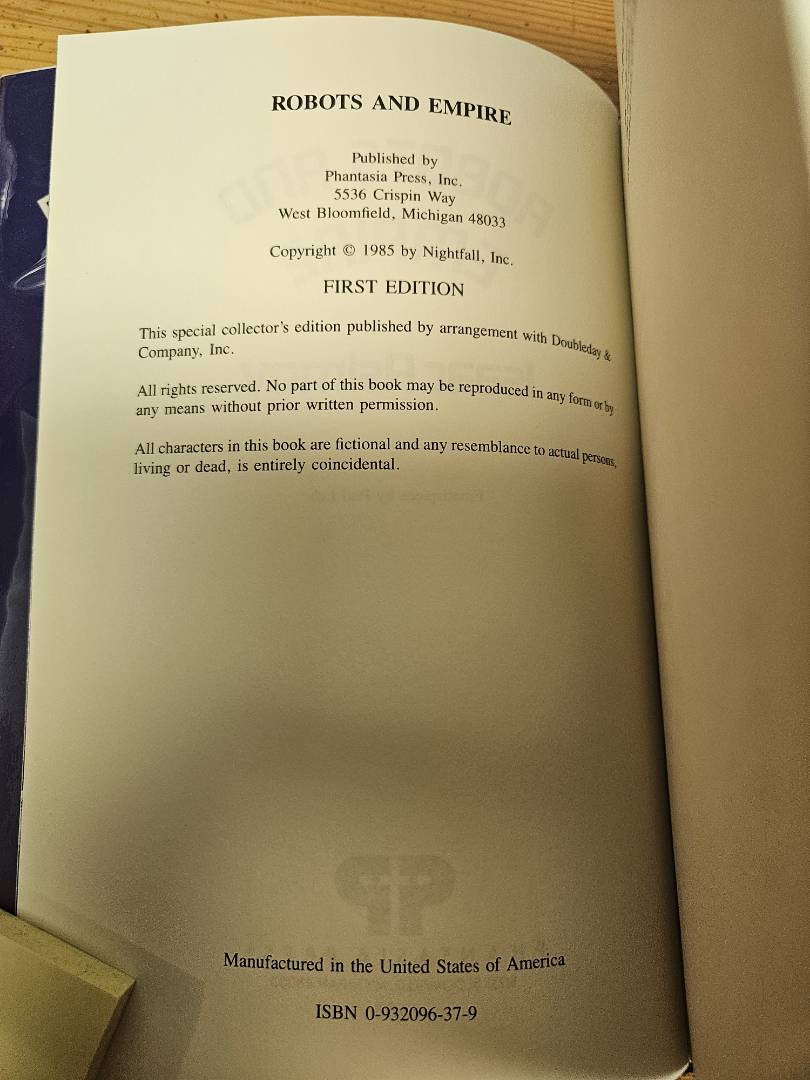 ROBOTS AND EMPIRE
Published by
Phantasia Press, Inc.
5536 Crispin Way
West Bloomfield, Michigan 48033
Copyright © 1985 by Nightfall, Inc.
FIRST EDITION
This special collector's edition published by arrangement with Doubleday &
Company, Inc.
All rights reserved. No part of this book may be reproduced in any form or by
any means without prior written permission.
All characters in this book are fictional and any resemblance to actual persons,
living or dead, is entirely coincidental.
Manufactured in the United States of America
ISBN 0-932096-37-9